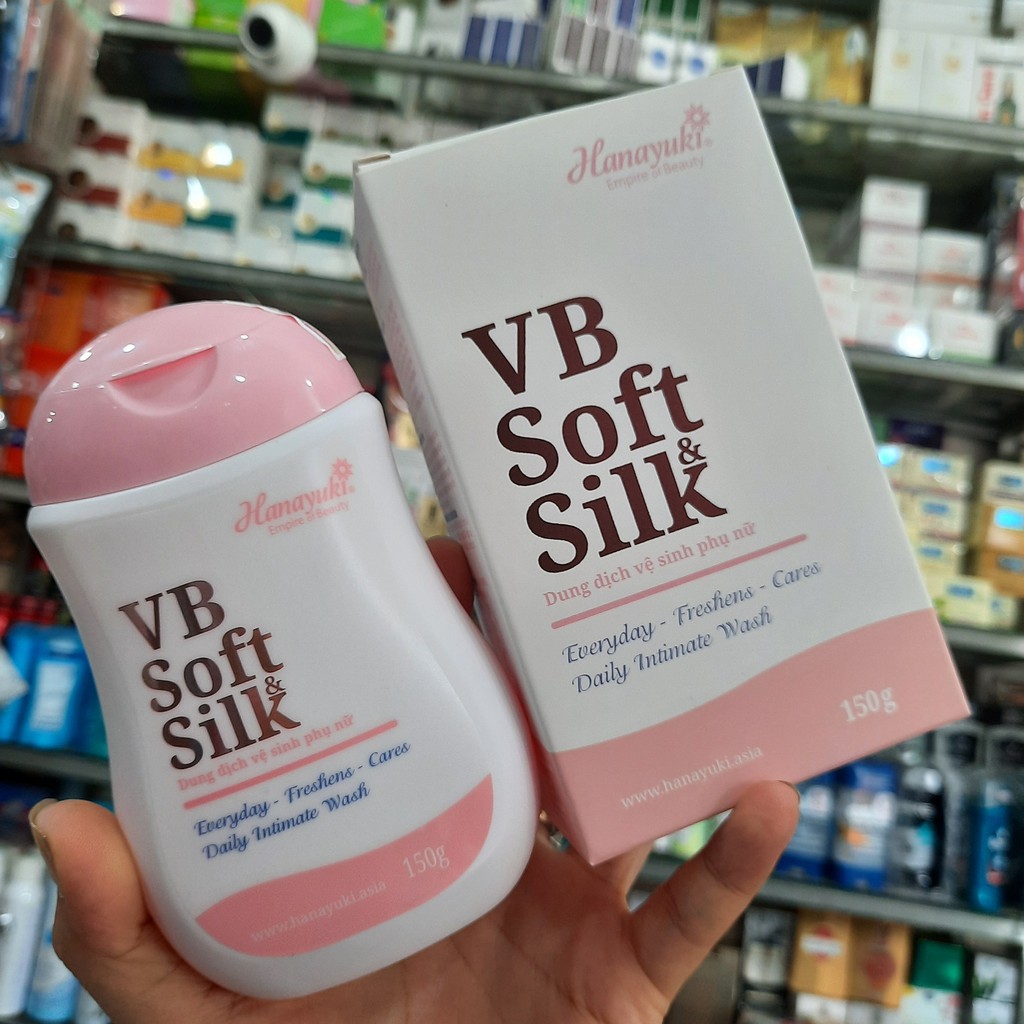 Hanayuki
Empire of Beauty
VB
Soft
&
Silk
Dung dịch vệ sinh phụ nữ
Everyday - Freshens - Cares
Daily Intimate Wash
150g
www.hanayuki.asia
Hanayuki
Empire of Beauty
VB
Soft
&
Silk
Dung dịch vệ sinh phụ nữ
Everyday - Freshens - Cares
Daily Intimate Wash
150g
www.hanayuki.asia